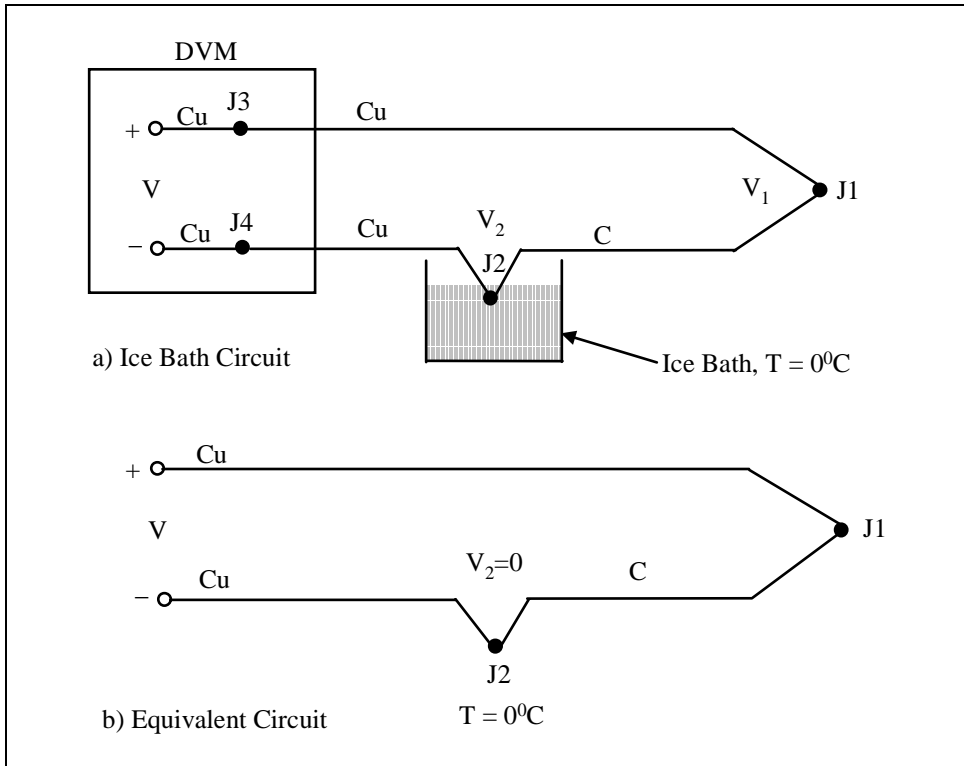 DVM
Cu
J3
Cu
+
V
V₁
J1
J4
Cu
−
Cu
V₂
C
J2
a) Ice Bath Circuit
Ice Bath, T = 0⁰C
+
Cu
V
J1
V₂=0
C
−
Cu
J2
b) Equivalent Circuit
T = 0⁰C